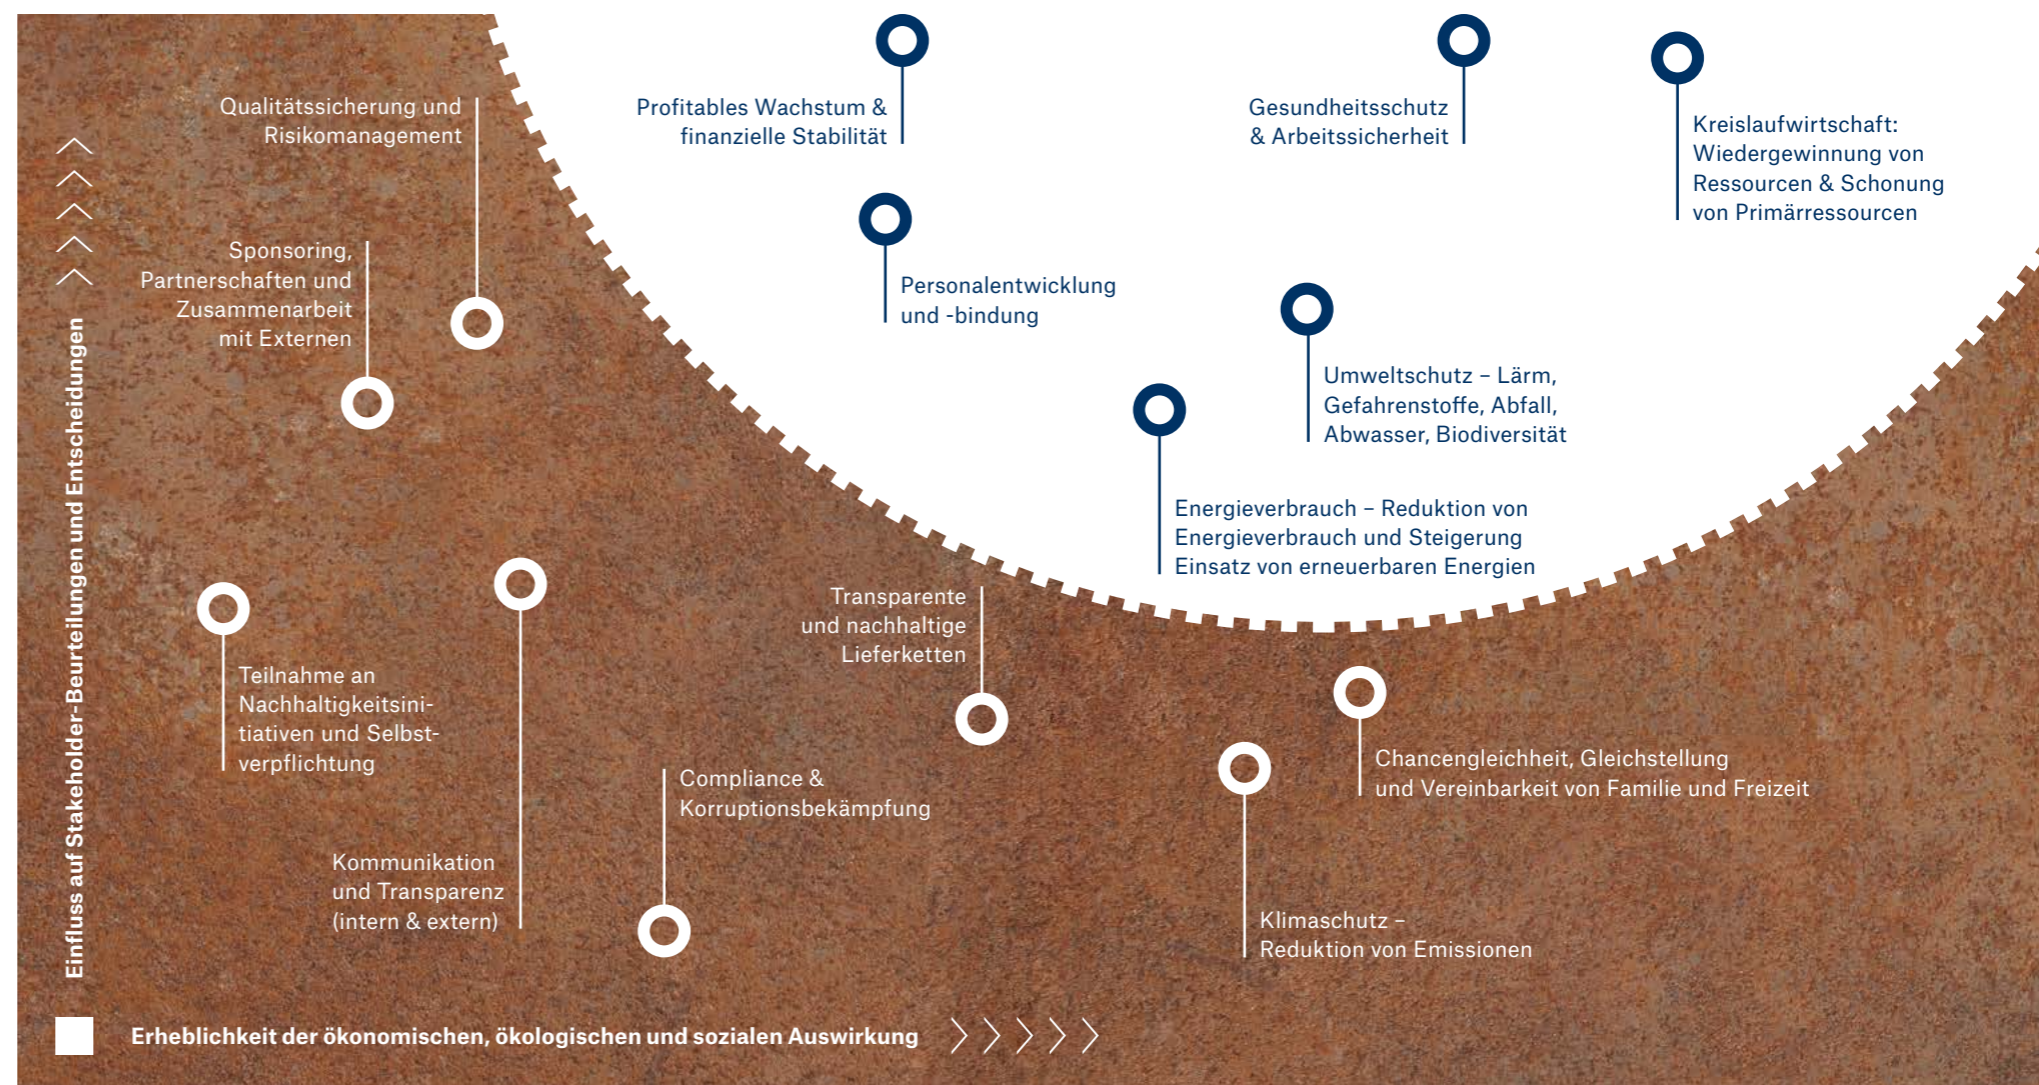 Qualitätssicherung und
Risikomanagement
Profitables Wachstum &
finanzielle Stabilität
Gesundheitsschutz
& Arbeitssicherheit
Kreislaufwirtschaft:
Wiedergewinnung von
Ressourcen & Schonung
von Primärressourcen
Sponsoring,
Partnerschaften und
Zusammenarbeit
mit Externen
Personalentwicklung
und -bindung
Umweltschutz – Lärm,
Gefahrenstoffe, Abfall,
Abwasser, Biodiversität
Energieverbrauch – Reduktion von
Energieverbrauch und Steigerung
Einsatz von erneuerbaren Energien
Transparente
und nachhaltige
Lieferketten
Teilnahme an
Nachhaltigkeitsini-
tiativen und Selbst-
verpflichtung
Compliance &
Korruptionsbekämpfung
Chancengleichheit, Gleichstellung
und Vereinbarkeit von Familie und Freizeit
Kommunikation
und Transparenz
(intern & extern)
Klimaschutz –
Reduktion von Emissionen
Einfluss auf Stakeholder-Beurteilungen und Entscheidungen
Erheblichkeit der ökonomischen, ökologischen und sozialen Auswirkung